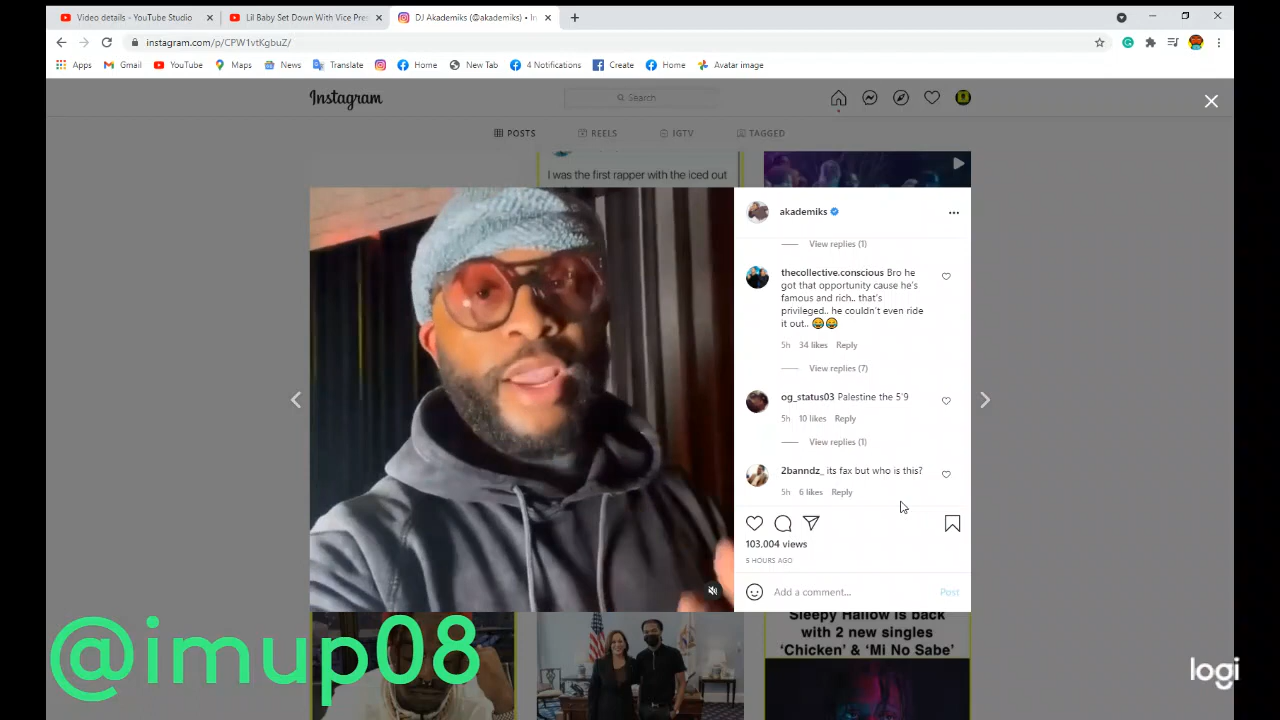 Video details - YouTube Studio
Lil Baby Set Down With Vice Pre
DJ Akademiks (@akademiks) • In
instagram.com/p/CPW1vtKgbuZ/
Apps
Gmail
YouTube
Maps
News
Translate
Home
New Tab
4 Notifications
Create
Home
Avatar image
Instagram
Search
POSTS
REELS
IGTV
TAGGED
I was the first rapper with the iced out
akademiks
View replies (1)
thecollective.conscious Bro he
got that opportunity cause he's
famous and rich.. that's
privileged.. he couldn't even ride
it out.. 😂😂
5h 34 likes Reply
View replies (7)
og_status03 Palestine the 5'9
5h 10 likes Reply
View replies (1)
2banndz_ its fax but who is this?
5h 6 likes Reply
103.004 views
5 HOURS AGO
Add a comment...
Post
Sleepy Hallow is back
with 2 new singles
'Chicken' & 'Mi No Sabe'
@imup08
logi